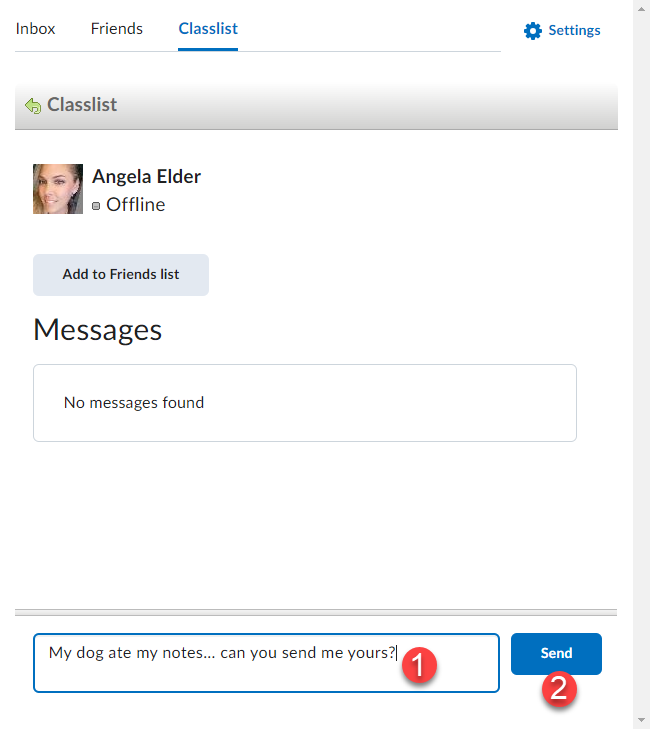 Inbox Friends Classlist Settings
Classlist
Angela Elder
Offline
Add to Friends list
Messages
No messages found
My dog ate my notes... can you send me yours?
1
Send
2